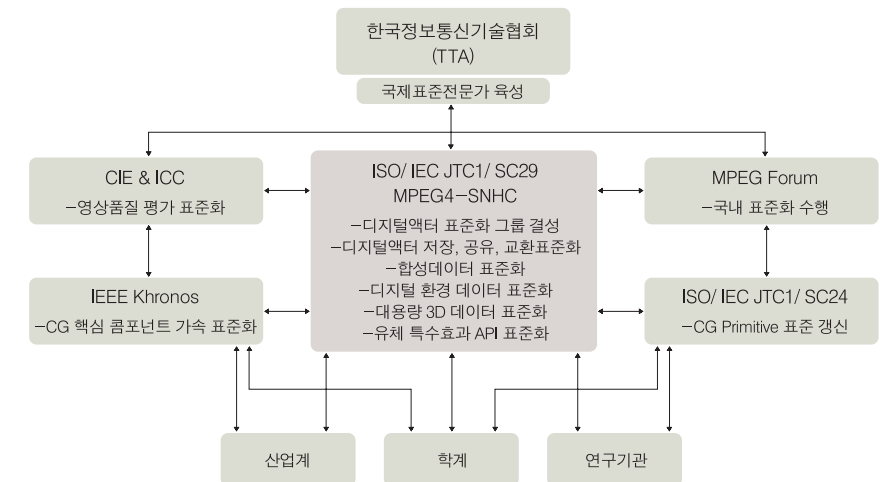 한국정보통신기술협회
(TTA)
국제표준전문가 육성
CIE & ICC
-영상품질 평가 표준화
ISO/ IEC JTC1/ SC29
MPEG4-SNHC
-디지털액터 표준화 그룹 결성
-디지털액터 저장, 공유, 교환표준화
-합성데이터 표준화
-디지털 환경 데이터 표준화
-대용량 3D 데이터 표준화
-유체 특수효과 API 표준화
MPEG Forum
-국내 표준화 수행
IEEE Khronos
-CG 핵심 콤포넌트 가속 표준화
ISO/ IEC JTC1/ SC24
-CG Primitive 표준 갱신
산업계
학계
연구기관